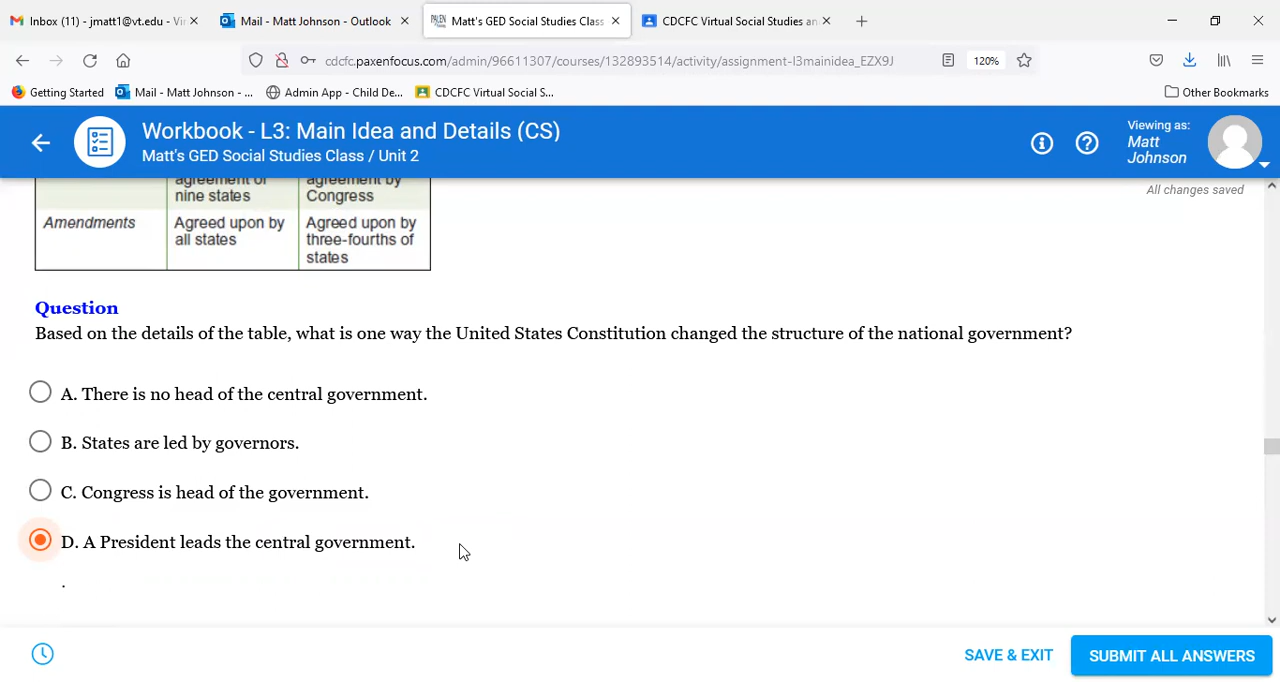 Inbox (11) - jmatt1@vt.edu - Vir
Mail - Matt Johnson - Outlook
Matt's GED Social Studies Class
CDCFC Virtual Social Studies an
cdcfc.paxenfocus.com/admin/96611307/courses/132893514/activity/assignment-l3mainidea_EZX9J
120%
Getting Started
Mail - Matt Johnson - ...
Admin App - Child De...
CDCFC Virtual Social S...
Other Bookmarks
Workbook - L3: Main Idea and Details (CS)
Matt's GED Social Studies Class / Unit 2
Viewing as:
Matt
Johnson
All changes saved
agreement of
nine states
agreement by
Congress
Amendments
Agreed upon by
all states
Agreed upon by
three-fourths of
states
Question
Based on the details of the table, what is one way the United States Constitution changed the structure of the national government?
A. There is no head of the central government.
B. States are led by governors.
C. Congress is head of the government.
D. A President leads the central government.
.
SAVE & EXIT
SUBMIT ALL ANSWERS